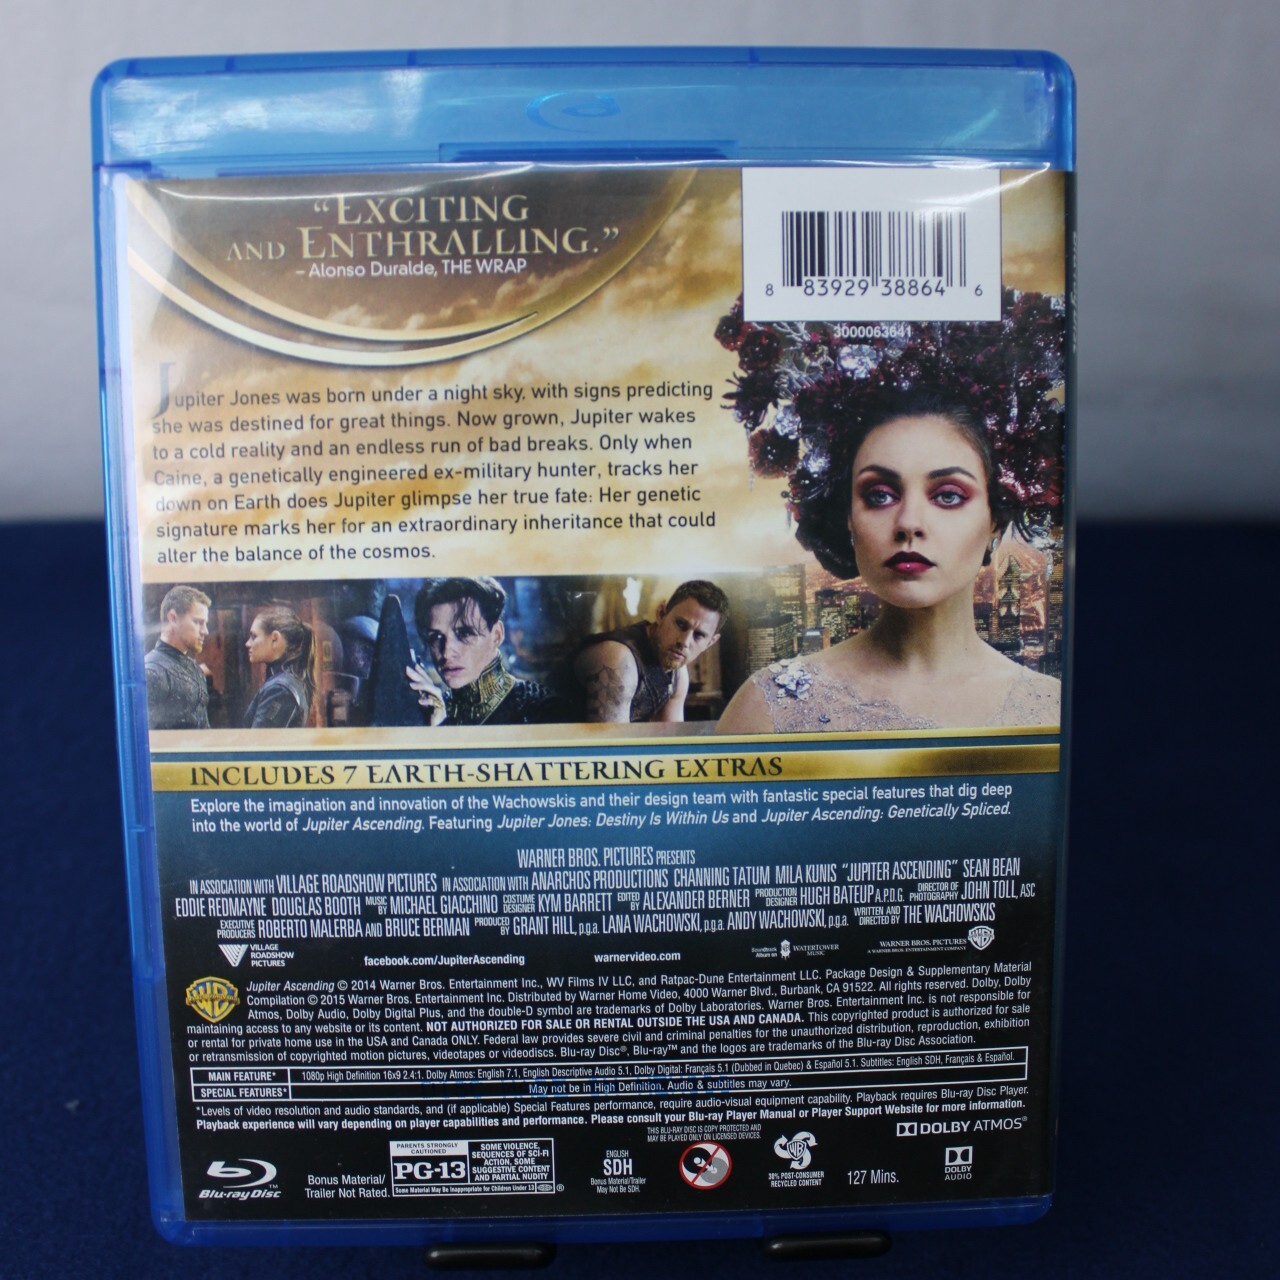 "EXCITING
AND ENTHRALLING."
– Alonso Duralde, THE WRAP
8 83929 38864 6
3000063641
Jupiter Jones was born under a night sky, with signs predicting
she was destined for great things. Now grown, Jupiter wakes
to a cold reality and an endless run of bad breaks. Only when
Caine, a genetically engineered ex-military hunter, tracks her
down on Earth does Jupiter glimpse her true fate: Her genetic
signature marks her for an extraordinary inheritance that could
alter the balance of the cosmos.
INCLUDES 7 EARTH-SHATTERING EXTRAS
Explore the imagination and innovation of the Wachowskis and their design team with fantastic special features that dig deep
into the world of Jupiter Ascending. Featuring Jupiter Jones: Destiny Is Within Us and Jupiter Ascending: Genetically Spliced.
WARNER BROS. PICTURES PRESENTS
IN ASSOCIATION WITH VILLAGE ROADSHOW PICTURES IN ASSOCIATION WITH ANARCHOS PRODUCTIONS CHANNING TATUM MILA KUNIS "JUPITER ASCENDING" SEAN BEAN
EDDIE REDMAYNE DOUGLAS BOOTH MUSIC BY MICHAEL GIACCHINO COSTUME DESIGNER KYM BARRETT EDITED BY ALEXANDER BERNER PRODUCTION DESIGNER HUGH BATEUP A.P.D.G. DIRECTOR OF PHOTOGRAPHY JOHN TOLL, ASC
EXECUTIVE PRODUCERS ROBERTO MALERBA AND BRUCE BERMAN PRODUCED BY GRANT HILL, p.g.a. LANA WACHOWSKI, p.g.a. ANDY WACHOWSKI, p.g.a. WRITTEN AND DIRECTED BY THE WACHOWSKIS
VILLAGE ROADSHOW PICTURES
facebook.com/JupiterAscending
warnervideo.com
Soundtrack Album on WATERTOWER MUSIC
WARNER BROS. PICTURES
A WARNER BROS. ENTERTAINMENT COMPANY
Jupiter Ascending © 2014 Warner Bros. Entertainment Inc., WV Films IV LLC, and Ratpac-Dune Entertainment LLC. Package Design & Supplementary Material
Compilation © 2015 Warner Bros. Entertainment Inc. Distributed by Warner Home Video, 4000 Warner Blvd., Burbank, CA 91522. All rights reserved. Dolby, Dolby
Atmos, Dolby Audio, Dolby Digital Plus, and the double-D symbol are trademarks of Dolby Laboratories. Warner Bros. Entertainment Inc. is not responsible for
maintaining access to any website or its content. NOT AUTHORIZED FOR SALE OR RENTAL OUTSIDE THE USA AND CANADA. This copyrighted product is authorized for sale
or rental for private home use in the USA and Canada ONLY. Federal law provides severe civil and criminal penalties for the unauthorized distribution, reproduction, exhibition
or retransmission of copyrighted motion pictures, videotapes or videodiscs. Blu-ray Disc®, Blu-ray™ and the logos are trademarks of the Blu-ray Disc Association.
MAIN FEATURE* 1080p High Definition 16x9 2.4:1. Dolby Atmos: English 7.1, English Descriptive Audio 5.1, Dolby Digital: Français 5.1 (Dubbed in Quebec) & Español 5.1. Subtitles: English SDH, Français & Español.
SPECIAL FEATURES* May not be in High Definition. Audio & subtitles may vary.
*Levels of video resolution and audio standards, and (if applicable) Special Features performance, require audio-visual equipment capability. Playback requires Blu-ray Disc Player.
Playback experience will vary depending on player capabilities and performance. Please consult your Blu-ray Player Manual or Player Support Website for more information.
DOLBY ATMOS®
Blu-ray Disc™
Bonus Material/
Trailer Not Rated.
PARENTS STRONGLY CAUTIONED
PG-13
SOME VIOLENCE,
SEQUENCES OF SCI-FI
ACTION, SOME
SUGGESTIVE CONTENT
AND PARTIAL NUDITY
Some Material May Be Inappropriate for Children Under 13 ®
ENGLISH
SDH
Bonus Material/Trailer
May Not Be SDH.
THIS BLU-RAY DISC IS COPY PROTECTED AND
MAY BE PLAYED ONLY ON LICENSED DEVICES.
30% POST-CONSUMER
RECYCLED CONTENT
127 Mins.
DOLBY
AUDIO